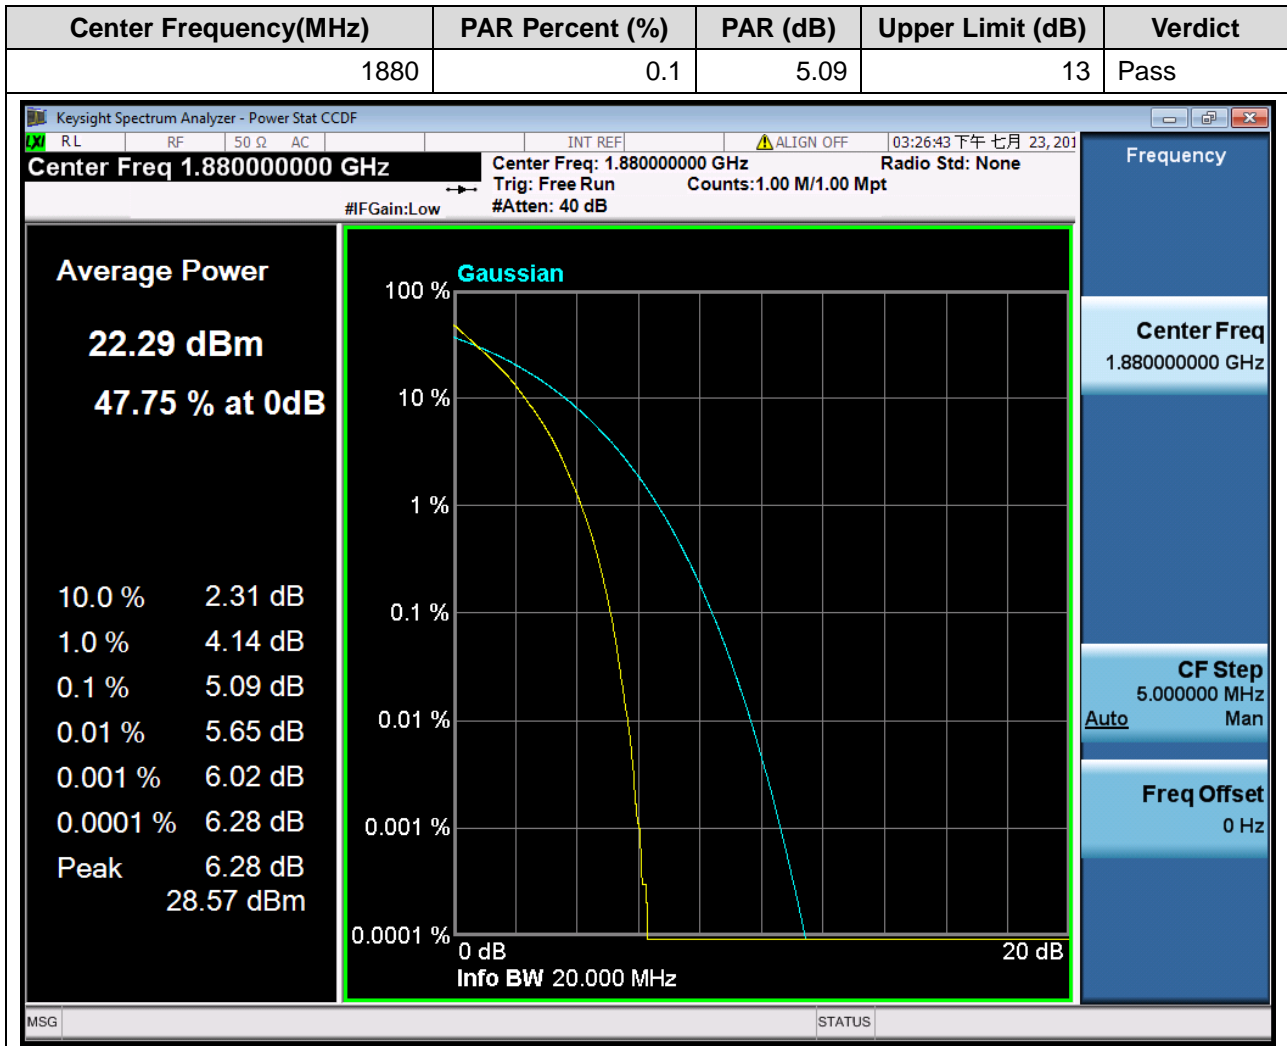 Center Frequency(MHz) PAR Percent (%) PAR (dB) Upper Limit (dB) Verdict
1880 0.1 5.09 13 Pass
Keysight Spectrum Analyzer - Power Stat CCDF
LXI RL RF 50 Ω AC INT REF ALIGN OFF 03:26:43 下午 七月 23, 201
Center Freq 1.880000000 GHz
Center Freq: 1.880000000 GHz Radio Std: None
Trig: Free Run Counts:1.00 M/1.00 Mpt
#IFGain:Low #Atten: 40 dB
Frequency
Average Power
22.29 dBm
47.75 % at 0dB
10.0 % 2.31 dB
1.0 % 4.14 dB
0.1 % 5.09 dB
0.01 % 5.65 dB
0.001 % 6.02 dB
0.0001 % 6.28 dB
Peak 6.28 dB
28.57 dBm
Gaussian
100 %
10 %
1 %
0.1 %
0.01 %
0.001 %
0.0001 %
0 dB 20 dB
Info BW 20.000 MHz
Center Freq
1.880000000 GHz
CF Step
5.000000 MHz
Auto Man
Freq Offset
0 Hz
MSG STATUS